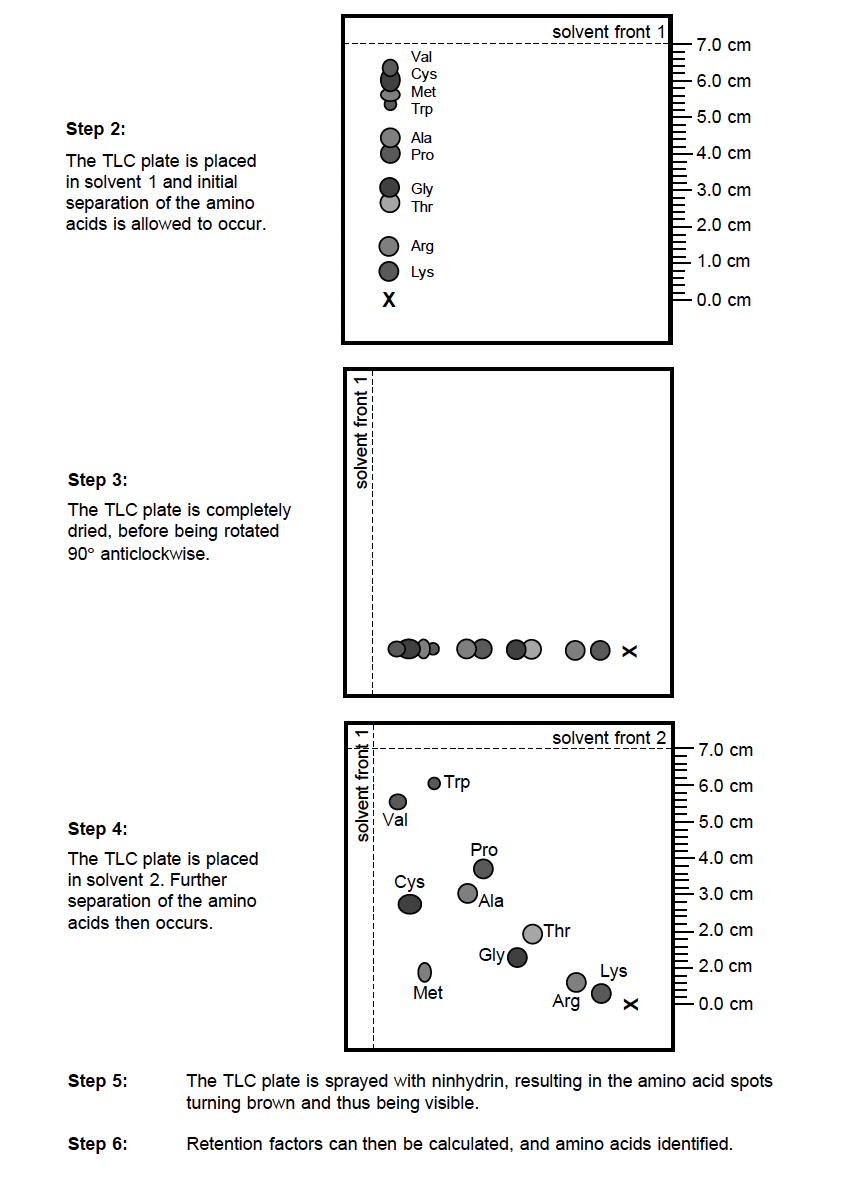 solvent front 1
7.0 cm
Val
Cys
Met
Trp
6.0 cm
5.0 cm
Step 2:
The TLC plate is placed
in solvent 1 and initial
separation of the amino
acids is allowed to occur.
Ala
Pro
4.0 cm
Gly
Thr
3.0 cm
2.0 cm
Arg
1.0 cm
Lys
X
0.0 cm
solvent front 1
Step 3:
The TLC plate is completely
dried, before being rotated
90° anticlockwise.
X
solvent front 1
solvent front 2
7.0 cm
Trp
6.0 cm
Val
5.0 cm
Step 4:
The TLC plate is placed
in solvent 2. Further
separation of the amino
acids then occurs.
Pro
4.0 cm
Cys
Ala
3.0 cm
Thr
2.0 cm
Gly
Lys
2.0 cm
Met
Arg
X
0.0 cm
Step 5: The TLC plate is sprayed with ninhydrin, resulting in the amino acid spots
turning brown and thus being visible.
Step 6: Retention factors can then be calculated, and amino acids identified.